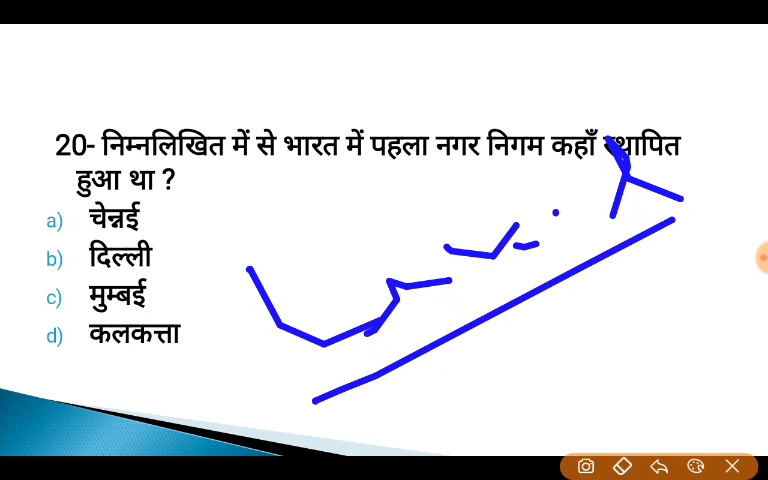 20- निम्नलिखित में से भारत में पहला नगर निगम कहाँ स्थापित
हुआ था ?
a) चेन्नई
b) दिल्ली
c) मुम्बई
d) कलकत्ता